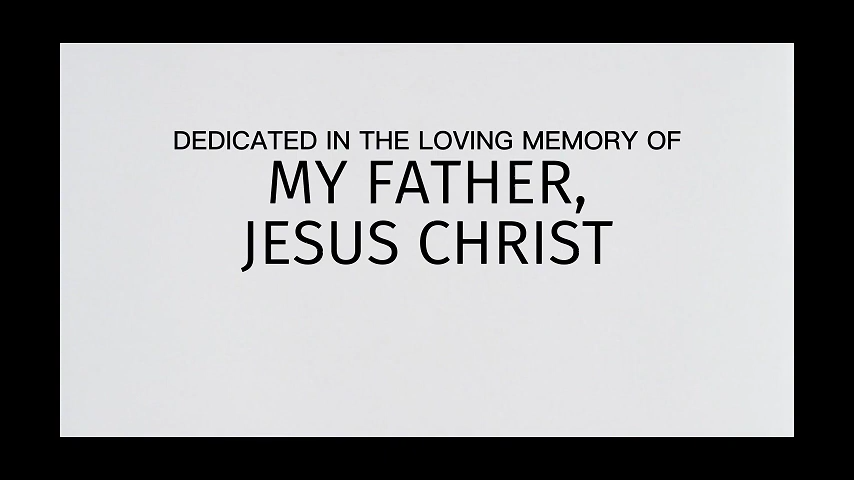 DEDICATED IN THE LOVING MEMORY OF
MY FATHER,
JESUS CHRIST